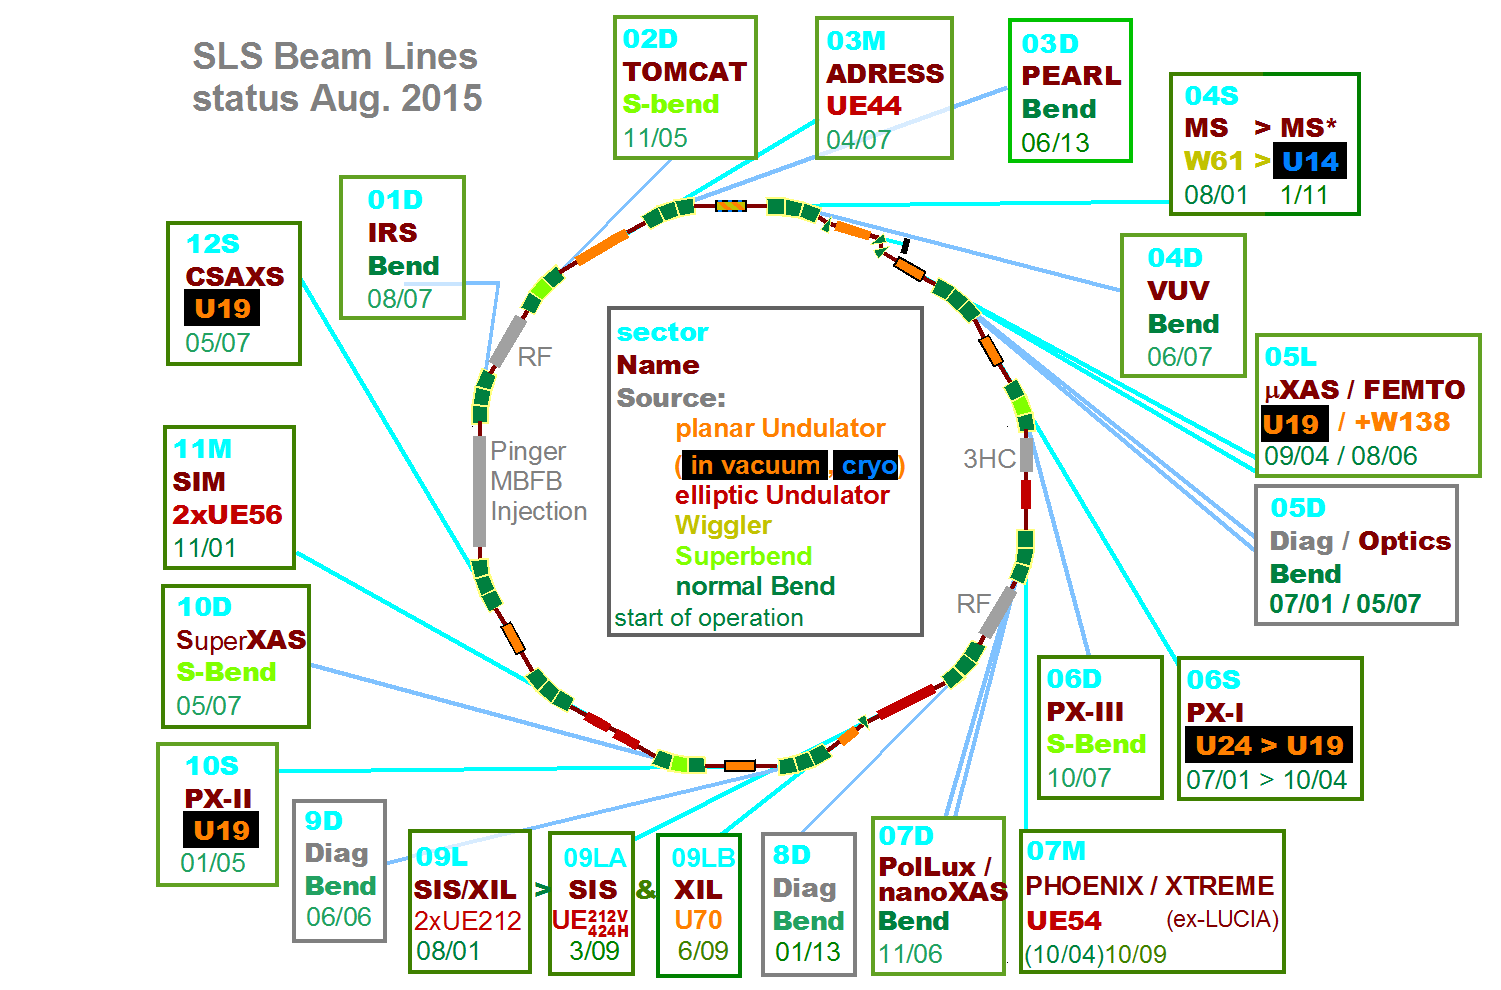 SLS Beam Lines
status Aug. 2015
02D
TOMCAT
S-bend
11/05
03M
ADRESS
UE44
04/07
03D
PEARL
Bend
06/13
04S
MS > MS*
W61 > U14
08/01 1/11
01D
IRS
Bend
08/07
12S
CSAXS
U19
05/07
04D
VUV
Bend
06/07
05L
µXAS / FEMTO
U19 / +W138
09/04 / 08/06
RF
sector
Name
Source:
planar Undulator
( in vacuum , cryo)
elliptic Undulator
Wiggler
Superbend
normal Bend
start of operation
Pinger
MBFB
Injection
3HC
RF
11M
SIM
2xUE56
11/01
05D
Diag / Optics
Bend
07/01 / 05/07
10D
SuperXAS
S-Bend
05/07
06D
PX-III
S-Bend
10/07
06S
PX-I
U24 > U19
07/01 > 10/04
10S
PX-II
U19
01/05
9D
Diag
Bend
06/06
09L
SIS/XIL
2xUE212
08/01
>
09LA
SIS
UE212V
424H
3/09
&
09LB
XIL
U70
6/09
8D
Diag
Bend
01/13
07D
PolLux /
nanoXAS
Bend
11/06
07M
PHOENIX / XTREME
UE54 (ex-LUCIA)
(10/04)10/09